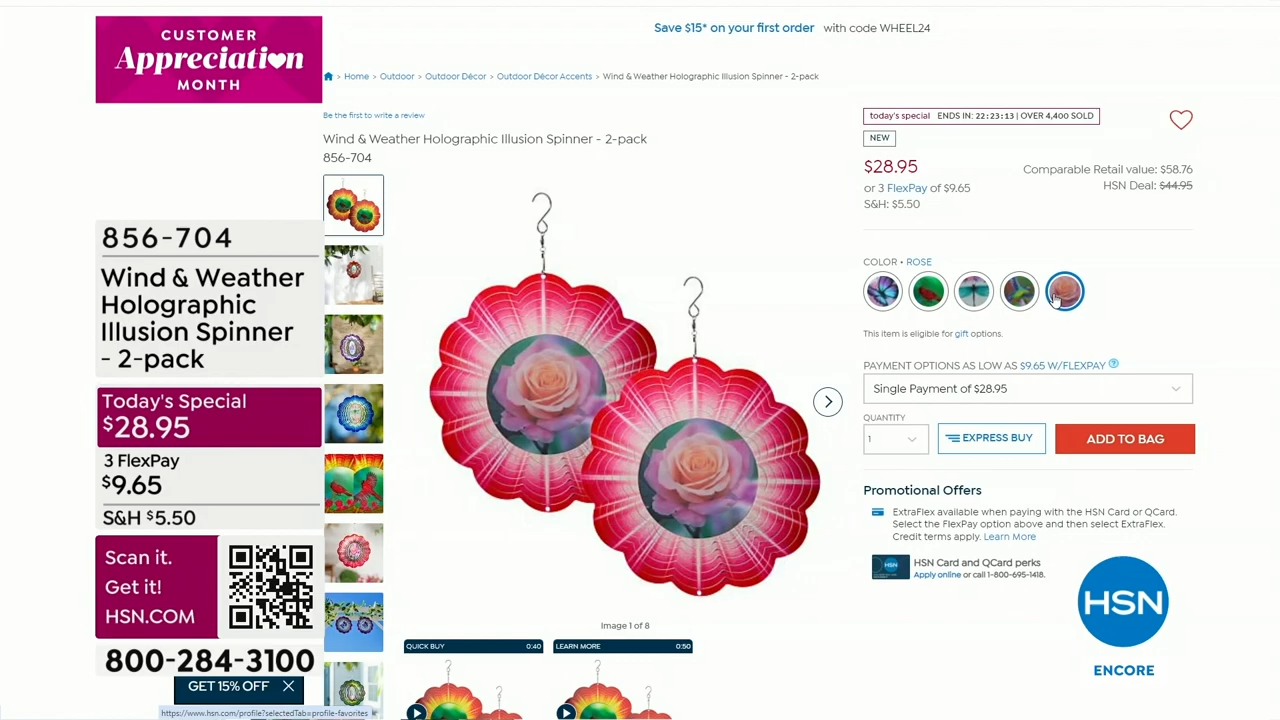 CUSTOMER
Appreciation
MONTH
Save $15* on your first order with code WHEEL24
> Home > Outdoor > Outdoor Décor > Outdoor Décor Accents > Wind & Weather Holographic Illusion Spinner - 2-pack
Be the first to write a review
Wind & Weather Holographic Illusion Spinner - 2-pack
856-704
today's special ENDS IN: 22:23:13 | OVER 4,400 SOLD
NEW
$28.95
Comparable Retail value: $58.76
or 3 FlexPay of $9.65
HSN Deal: $44.95
S&H: $5.50
COLOR • ROSE
This item is eligible for gift options.
PAYMENT OPTIONS AS LOW AS $9.65 W/FLEXPAY ?
Single Payment of $28.95
QUANTITY
1
EXPRESS BUY
ADD TO BAG
Promotional Offers
ExtraFlex available when paying with the HSN Card or QCard.
Select the FlexPay option above and then select ExtraFlex.
Credit terms apply. Learn More
HSN
HSN Card and QCard perks
Apply online or call 1-800-695-1418.
HSN
ENCORE
856-704
Wind & Weather
Holographic
Illusion Spinner
- 2-pack
Today's Special
$28.95
3 FlexPay
$9.65
S&H $5.50
Scan it.
Get it!
HSN.COM
800-284-3100
GET 15% OFF
Image 1 of 8
QUICK BUY 0:40
LEARN MORE 0:50
https://www.hsn.com/profile?selectedTab=profile-favorites